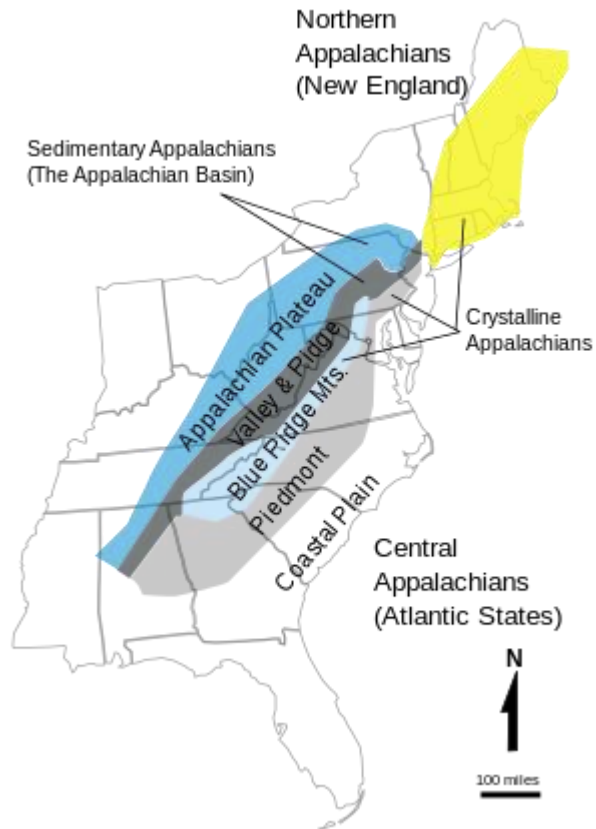 Northern
Appalachians
(New England)
Sedimentary Appalachians
(The Appalachian Basin)
Appalachian Plateau
Valley & Ridge
Blue Ridge Mts.
Piedmont
Coastal Plain
Crystalline
Appalachians
Central
Appalachians
(Atlantic States)
N
100 miles